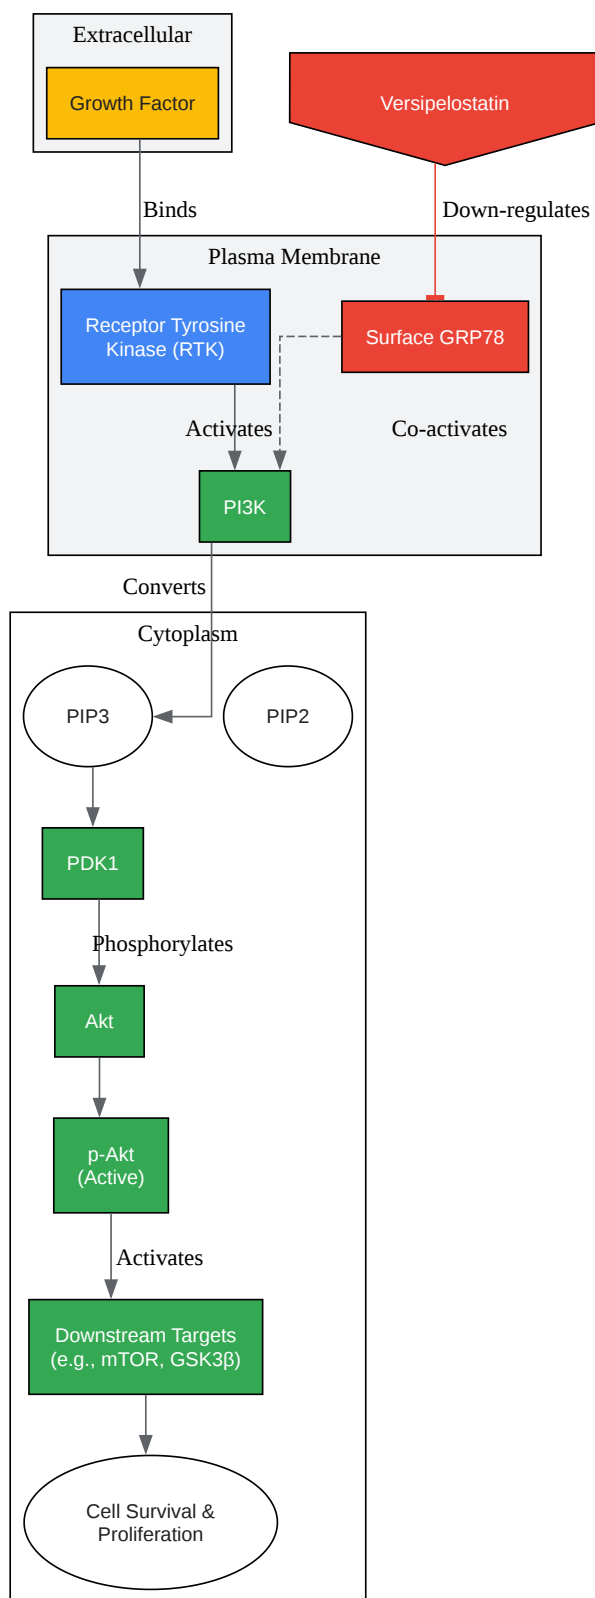 Extracellular
Growth Factor
Versipelostatin
Binds
Down-regulates
Plasma Membrane
Receptor Tyrosine
Kinase (RTK)
Surface GRP78
Activates
Co-activates
PI3K
Converts
Cytoplasm
PIP3
PIP2
PDK1
Phosphorylates
Akt
p-Akt
(Active)
Activates
Downstream Targets
(e.g., mTOR, GSK3β)
Cell Survival &
Proliferation